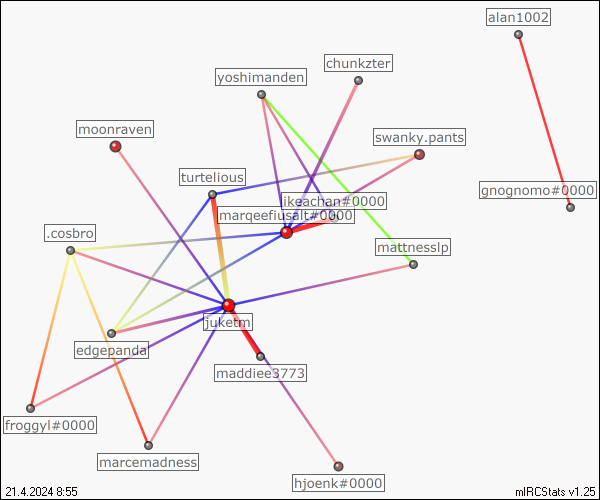 alan1002
chunkzter
yoshimanden
moonraven
swanky.pants
turtelious
gnognomo#0000
ikeachan#0000
marqeefiusalt#0000
.cosbro
mattnesslp
juketm
edgepanda
maddiee3773
froggyl#0000
marcemadness
hjoenk#0000
21.4.2024 8:55
mIRCStats v1.25